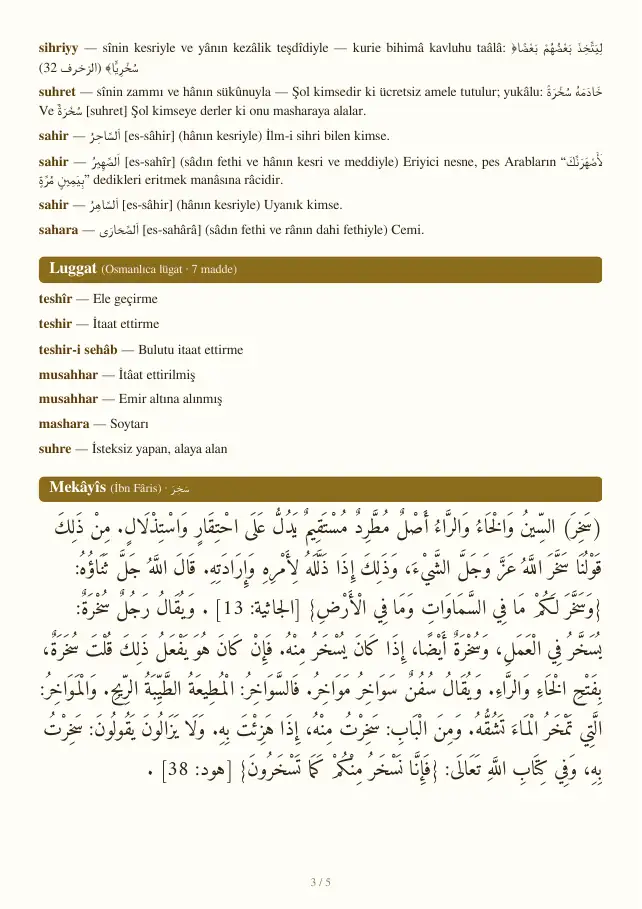 sihriyy — sînin kesriyle ve yânın kezâlik teşdîdiyle — kurie bihimâ kavluhu taâlâ: ﴿لِيَتَّخِذَ بَعْضُهُمْ بَعْضًا
سُخْرِيًّا﴾ (الزخرف 32)
suhret — sînin zammı ve hânın sükûnuyla — Şol kimsedir ki ücretsiz amele tutulur; yukâlu: خَادَمَهُ سُخْرَةً
Ve سُخْرَةٌ [suhret] Şol kimseye derler ki onu masharaya alalar.
sahir — اَلسَّاحِرُ [es-sâhir] (hânın kesriyle) İlm-i sihri bilen kimse.
sahir — اَلصَّهِيرُ [es-sahîr] (sâdın fethi ve hânın kesri ve meddiyle) Eriyici nesne, pes Arabların “لَأَصْهَرَنَّكَ
بِيَمِينٍ مُرَّةٍ” dedikleri eritmek manâsına râcidir.
sahir — اَلسَّاهِرُ [es-sâhir] (hânın kesriyle) Uyanık kimse.
sahara — اَلصَّحَارَى [es-sahârâ] (sâdın fethi ve rânın dahi fethiyle) Cemi.
Luggat (Osmanlıca lügat · 7 madde)
teshîr — Ele geçirme
teshir — İtaat ettirme
teshir-i sehâb — Bulutu itaat ettirme
musahhar — İtâat ettirilmiş
musahhar — Emir altına alınmış
mashara — Soytarı
suhre — İsteksiz yapan, alaya alan
Mekâyîs (İbn Fâris) · سَخِرَ
(سَخِرَ) السِّينُ وَالْخَاءُ وَالرَّاءُ أَصْلٌ مُطَّرِدٌ مُسْتَقِيمٌ يَدُلُّ عَلَى احْتِقَارٍ وَاسْتِذْلَالٍ. مِنْ ذَلِكَ
قَوْلُنَا سَخَّرَ اللَّهُ عَزَّ وَجَلَّ الشَّيْءَ، وَذَلِكَ إِذَا ذَلَّلَهُ لِأَمْرِهِ وَإِرَادَتِهِ. قَالَ اللَّهُ جَلَّ ثَنَاؤُهُ:
{وَسَخَّرَ لَكُمْ مَا فِي السَّمَاوَاتِ وَمَا فِي الْأَرْضِ} [الجاثية: 13] . وَيُقَالُ رَجُلٌ سُخْرَةٌ:
يُسَخَّرُ فِي الْعَمَلِ، وَسُخْرَةٌ أَيْضًا، إِذَا كَانَ يُسْخَرُ مِنْهُ. فَإِنْ كَانَ هُوَ يَفْعَلُ ذَلِكَ قُلْتَ سُخَرَةٌ،
بِفَتْحِ الْخَاءِ وَالرَّاءِ. وَيُقَالُ سُفُنٌ سَوَاخِرُ مَوَاخِرُ. فَالسَّوَاخِرُ: الْمُطِيعَةُ الطَّيِّبَةُ الرِّيحِ. وَالْمَوَاخِرُ:
الَّتِي تَمْخَرُ الْمَاءَ تَشُقُّهُ. وَمِنَ الْبَابِ: سَخِرْتُ مِنْهُ، إِذَا هَزِئْتَ بِهِ. وَلَا يَزَالُونَ يَقُولُونَ: سَخِرْتُ
بِهِ، وَفِي كِتَابِ اللَّهِ تَعَالَى: {فَإِنَّا نَسْخَرُ مِنْكُمْ كَمَا تَسْخَرُونَ} [هود: 38] .
3 / 5